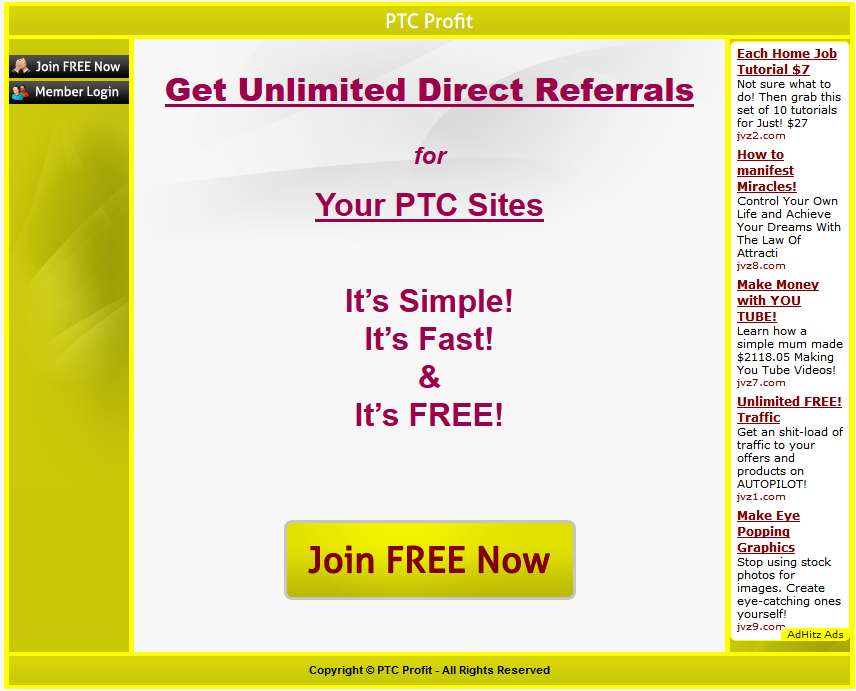 PTC Profit
Join FREE Now
Member Login
Get Unlimited Direct Referrals
for
Your PTC Sites
It's Simple!
It's Fast!
&
It's FREE!
Join FREE Now
Each Home Job
Tutorial $7
Not sure what to
do! Then grab this
set of 10 tutorials
for Just! $27
jvz2.com
How to
manifest
Miracles!
Control Your Own
Life and Achieve
Your Dreams With
The Law Of
Attracti
jvz8.com
Make Money
with YOU
TUBE!
Learn how a
simple mum made
$2118.05 Making
You Tube Videos!
jvz7.com
Unlimited FREE!
Traffic
Get an shit-load of
traffic to your
offers and
products on
AUTOPILOT!
jvz1.com
Make Eye
Popping
Graphics
Stop using stock
photos for
images. Create
eye-catching ones
yourself!
jvz9.com
AdHitz Ads
Copyright © PTC Profit - All Rights Reserved